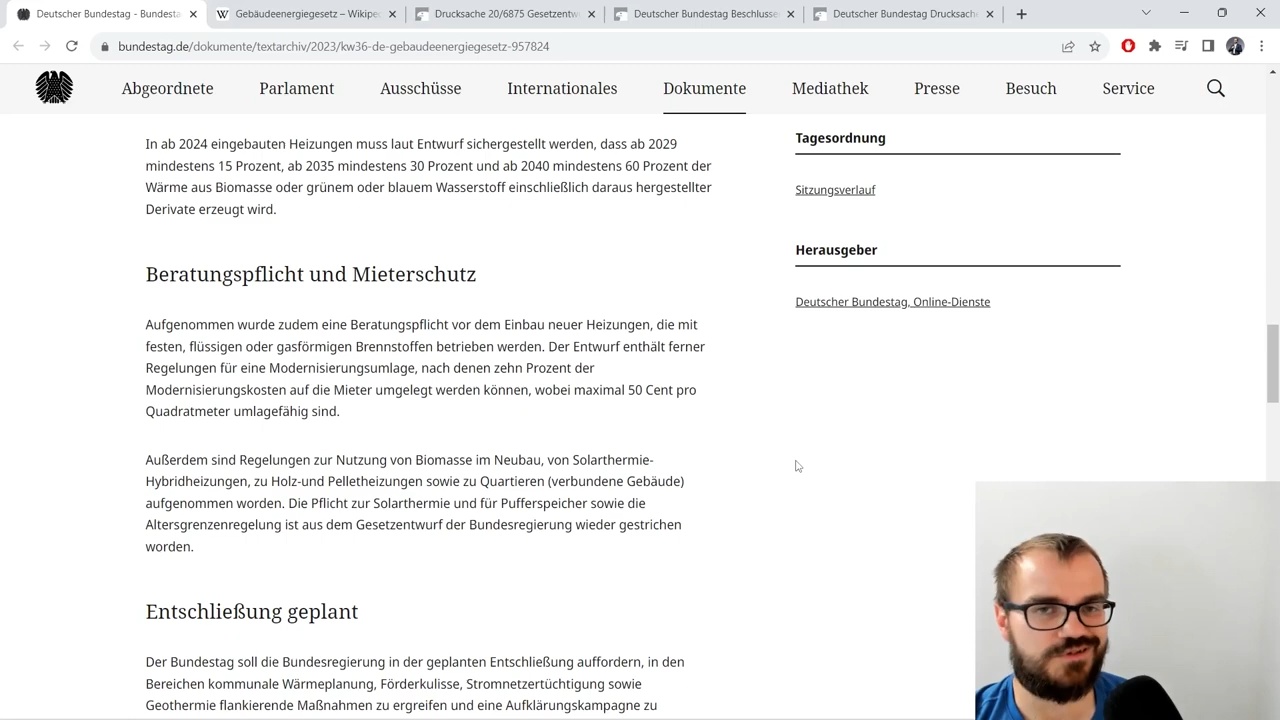 Deutscher Bundestag - Bundesta
Gebäudeenergiegesetz – Wikipe
Drucksache 20/6875 Gesetzentw
Deutscher Bundestag Beschlusse
Deutscher Bundestag Drucksache
bundestag.de/dokumente/textarchiv/2023/kw36-de-gebaeudeenergiegesetz-957824
Abgeordnete Parlament Ausschüsse Internationales Dokumente Mediathek Presse Besuch Service
In ab 2024 eingebauten Heizungen muss laut Entwurf sichergestellt werden, dass ab 2029
mindestens 15 Prozent, ab 2035 mindestens 30 Prozent und ab 2040 mindestens 60 Prozent der
Wärme aus Biomasse oder grünem oder blauem Wasserstoff einschließlich daraus hergestellter
Derivate erzeugt wird.
Beratungspflicht und Mieterschutz
Aufgenommen wurde zudem eine Beratungspflicht vor dem Einbau neuer Heizungen, die mit
festen, flüssigen oder gasförmigen Brennstoffen betrieben werden. Der Entwurf enthält ferner
Regelungen für eine Modernisierungsumlage, nach denen zehn Prozent der
Modernisierungskosten auf die Mieter umgelegt werden können, wobei maximal 50 Cent pro
Quadratmeter umlagefähig sind.
Außerdem sind Regelungen zur Nutzung von Biomasse im Neubau, von Solarthermie-
Hybridheizungen, zu Holz-und Pelletheizungen sowie zu Quartieren (verbundene Gebäude)
aufgenommen worden. Die Pflicht zur Solarthermie und für Pufferspeicher sowie die
Altersgrenzenregelung ist aus dem Gesetzentwurf der Bundesregierung wieder gestrichen
worden.
Entschließung geplant
Der Bundestag soll die Bundesregierung in der geplanten Entschließung auffordern, in den
Bereichen kommunale Wärmeplanung, Förderkulisse, Stromnetzertüchtigung sowie
Geothermie flankierende Maßnahmen zu ergreifen und eine Aufklärungskampagne zu
Tagesordnung
Sitzungsverlauf
Herausgeber
Deutscher Bundestag, Online-Dienste